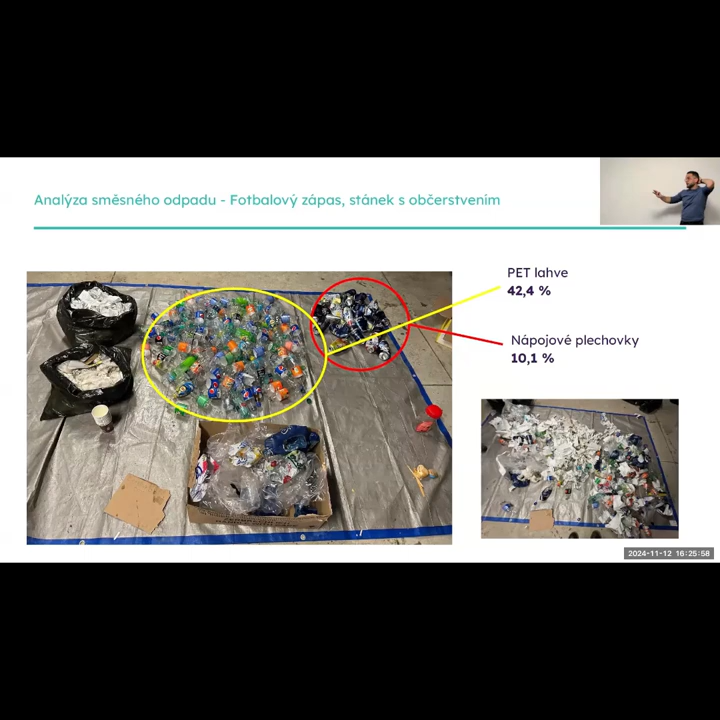 Analýza směsného odpadu - Fotbalový zápas, stánek s občerstvením
PET lahve
42,4 %
Nápojové plechovky
10,1 %
2024-11-12 16:25:58